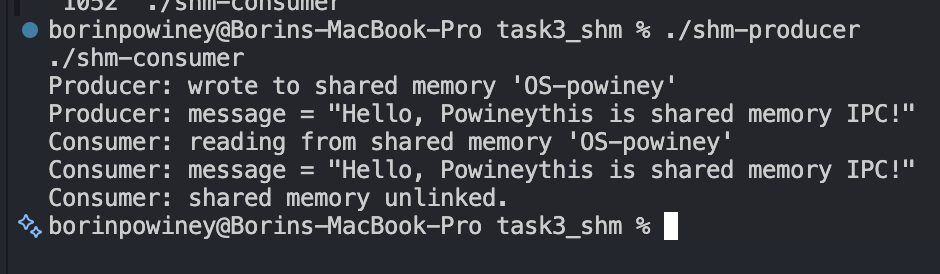 1052 ./shm-consumer
borinpowiney@Borins-MacBook-Pro task3_shm % ./shm-producer
./shm-consumer
Producer: wrote to shared memory 'OS-powiney'
Producer: message = "Hello, Powineythis is shared memory IPC!"
Consumer: reading from shared memory 'OS-powiney'
Consumer: message = "Hello, Powineythis is shared memory IPC!"
Consumer: shared memory unlinked.
borinpowiney@Borins-MacBook-Pro task3_shm %